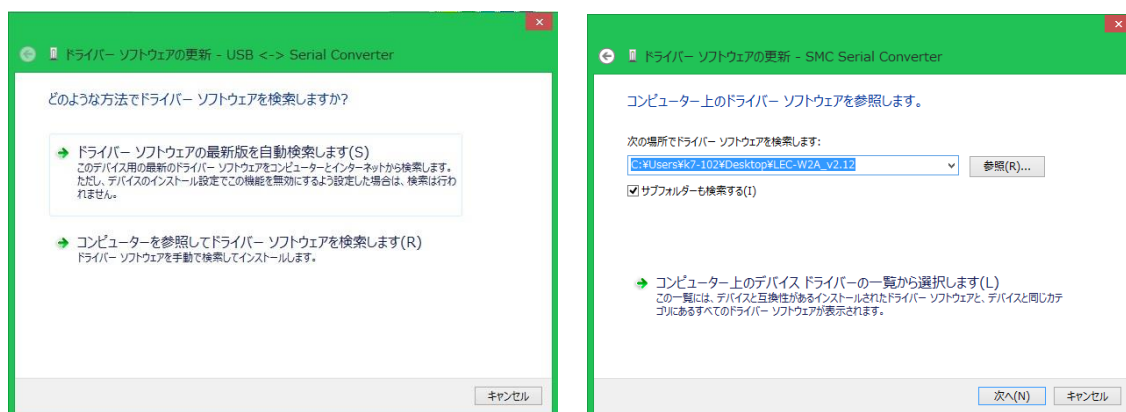 ドライバー ソフトウェアの更新 - USB <-> Serial Converter
どのような方法でドライバー ソフトウェアを検索しますか?
ドライバー ソフトウェアの最新版を自動検索します(S)
このデバイス用の最新のドライバー ソフトウェアをコンピューターとインターネットから検索します。
ただし、デバイスのインストール設定でこの機能を無効にするよう設定した場合は、検索は行わ
れません。
コンピューターを参照してドライバー ソフトウェアを検索します(R)
ドライバー ソフトウェアを手動で検索してインストールします。
キャンセル
ドライバー ソフトウェアの更新 - SMC Serial Converter
コンピューター上のドライバー ソフトウェアを参照します。
次の場所でドライバー ソフトウェアを検索します:
C:¥Users¥k7-102¥Desktop¥LEC-W2A_v2.12
参照(R)...
サブフォルダーも検索する(I)
コンピューター上のデバイス ドライバーの一覧から選択します(L)
この一覧には、デバイスと互換性があるインストールされたドライバー ソフトウェアと、デバイスと同じカテ
ゴリにあるすべてのドライバー ソフトウェアが表示されます。
次へ(N)
キャンセル